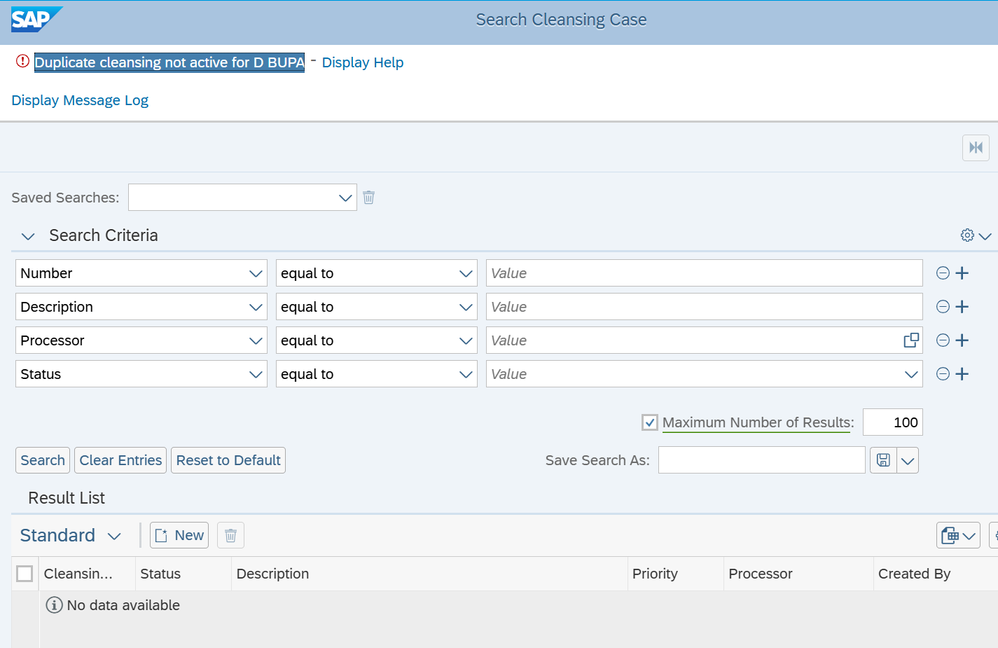 SAP
Search Cleansing Case
Duplicate cleansing not active for D BUPA - Display Help
Display Message Log
Saved Searches:
Search Criteria
Number equal to Value
Description equal to Value
Processor equal to Value
Status equal to Value
Maximum Number of Results: 100
Search Clear Entries Reset to Default Save Search As:
Result List
Standard New
Cleansin... Status Description Priority Processor Created By
No data available